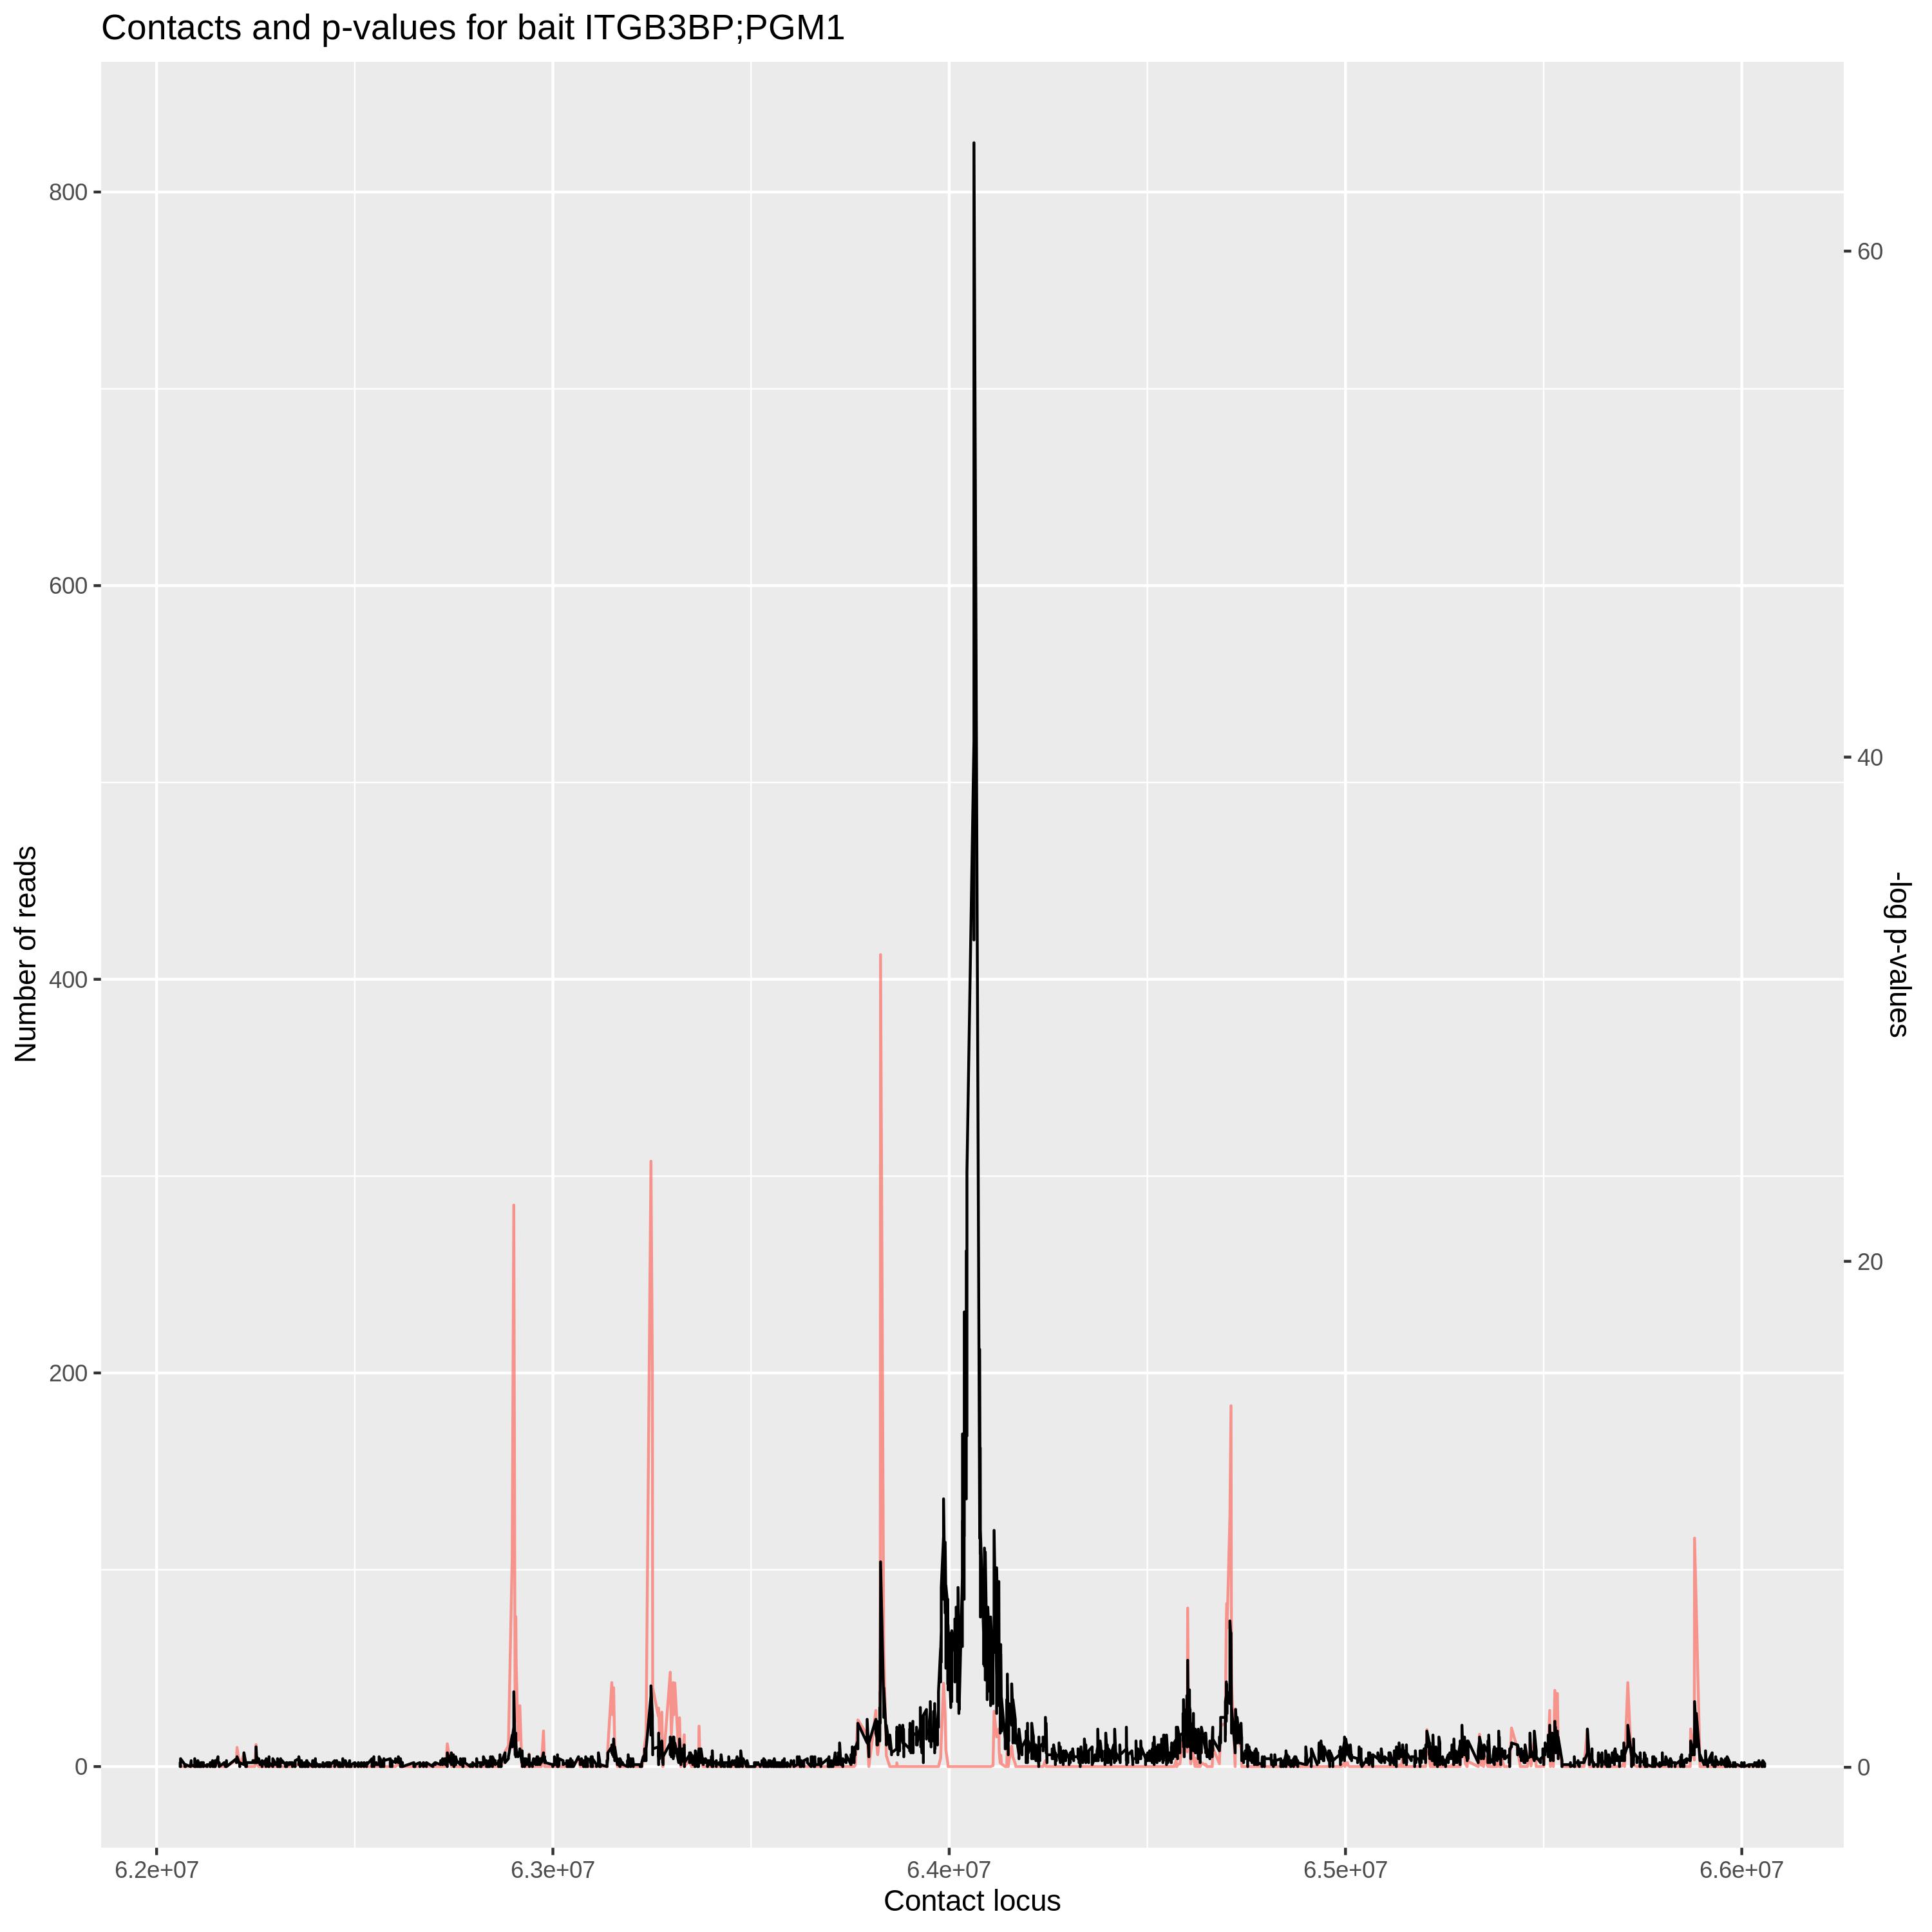 Contacts and p-values for bait ITGB3BP;PGM1
800
600
400
200
0
Number of reads
60
40
20
0
-log p-values
6.2e+07 6.3e+07 6.4e+07 6.5e+07 6.6e+07
Contact locus